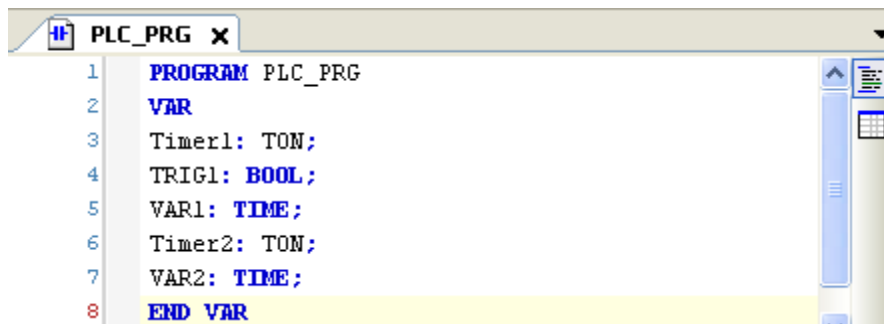 PLC_PRG
1 PROGRAM PLC_PRG
2 VAR
3 Timer1: TON;
4 TRIG1: BOOL;
5 VAR1: TIME;
6 Timer2: TON;
7 VAR2: TIME;
8 END_VAR